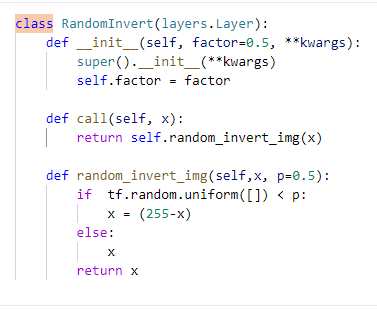 class RandomInvert(layers.Layer):
    def __init__(self, factor=0.5, **kwargs):
        super().__init__(**kwargs)
        self.factor = factor

    def call(self, x):
        return self.random_invert_img(x)

    def random_invert_img(self,x, p=0.5):
        if  tf.random.uniform([]) < p:
            x = (255-x)
        else:
            x
        return x